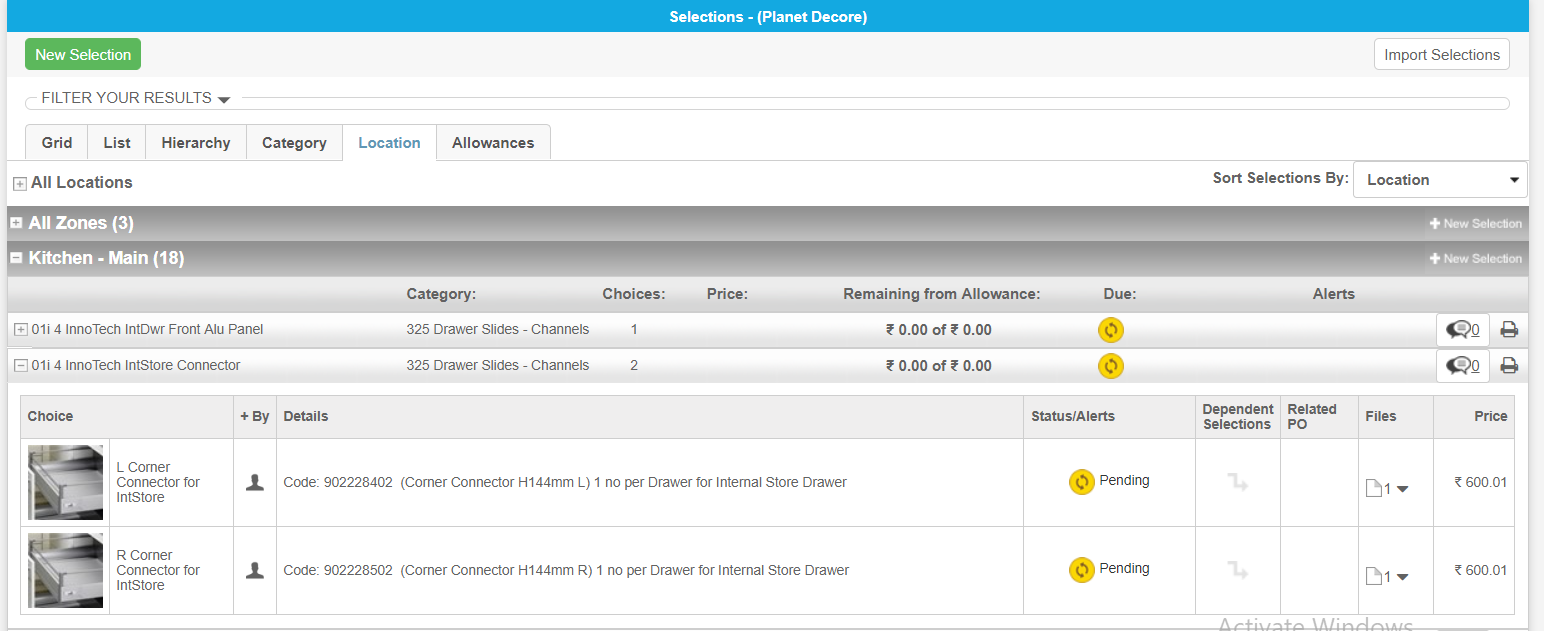 Selections - (Planet Decore)
New Selection
Import Selections
FILTER YOUR RESULTS
Grid List Hierarchy Category Location Allowances
All Locations
Sort Selections By: Location
All Zones (3)
New Selection
Kitchen - Main (18)
New Selection
Category: Choices: Price: Remaining from Allowance: Due: Alerts
01i 4 InnoTech IntDwr Front Alu Panel 325 Drawer Slides - Channels 1 ₹ 0.00 of ₹ 0.00 0
01i 4 InnoTech IntStore Connector 325 Drawer Slides - Channels 2 ₹ 0.00 of ₹ 0.00 0
Choice + By Details Status/Alerts Dependent Selections Related PO Files Price
L Corner
Connector for
IntStore
Code: 902228402 (Corner Connector H144mm L) 1 no per Drawer for Internal Store Drawer
Pending
1
₹ 600.01
R Corner
Connector for
IntStore
Code: 902228502 (Corner Connector H144mm R) 1 no per Drawer for Internal Store Drawer
Pending
1
₹ 600.01
Activate Windows